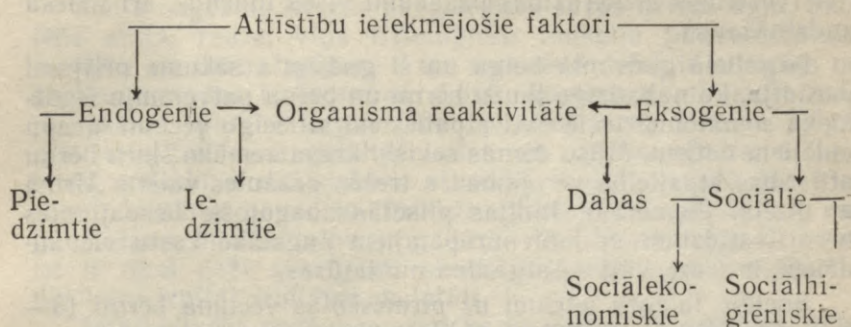 Attīstību ietekmējošie faktori
Endogēnie Organisma reaktivitāte Eksogēnie
Pie-
dzimtie
Ie-
dzimtie
Dabas
Sociālie
Sociāleko-
nomiskie
Sociālhi-
giēniskie